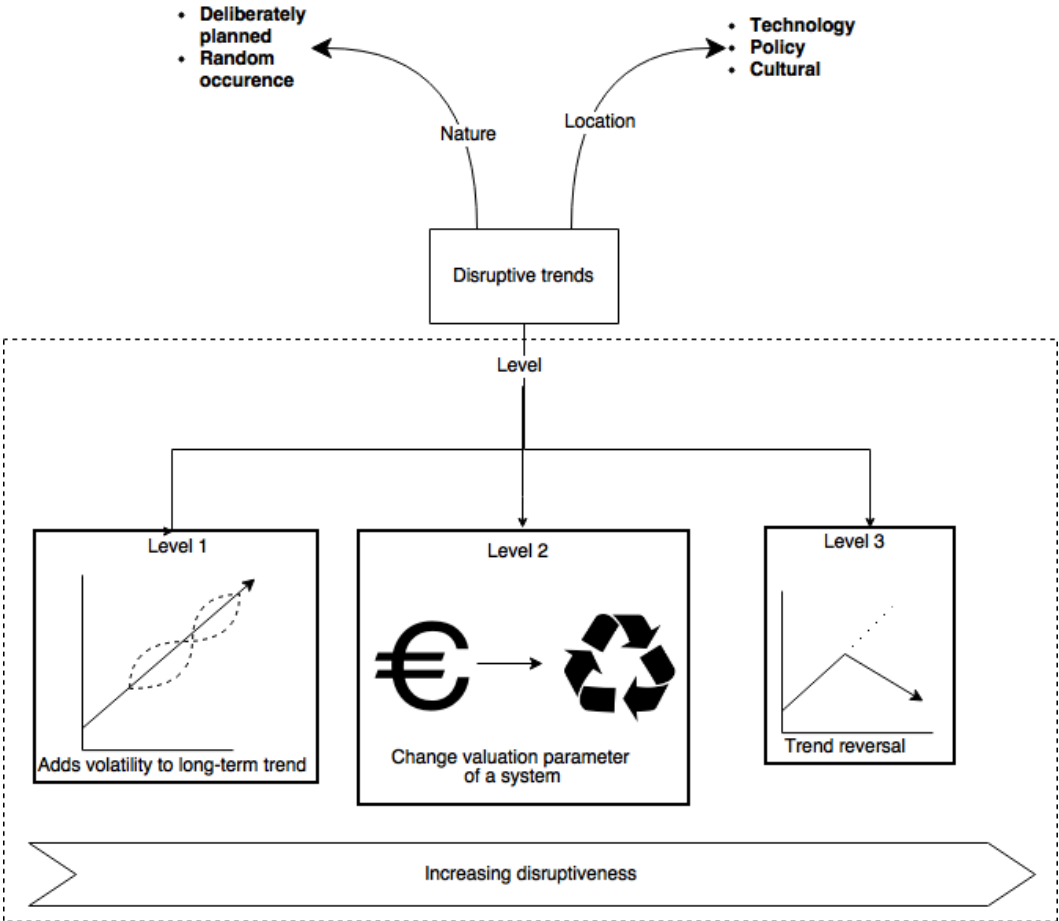 • Deliberately
planned
• Random
occurence
• Technology
• Policy
• Cultural
Nature
Location
Disruptive trends
Level
Level 1
Adds volatility to long-term trend
Level 2
€
Change valuation parameter
of a system
Level 3
Trend reversal
Increasing disruptiveness